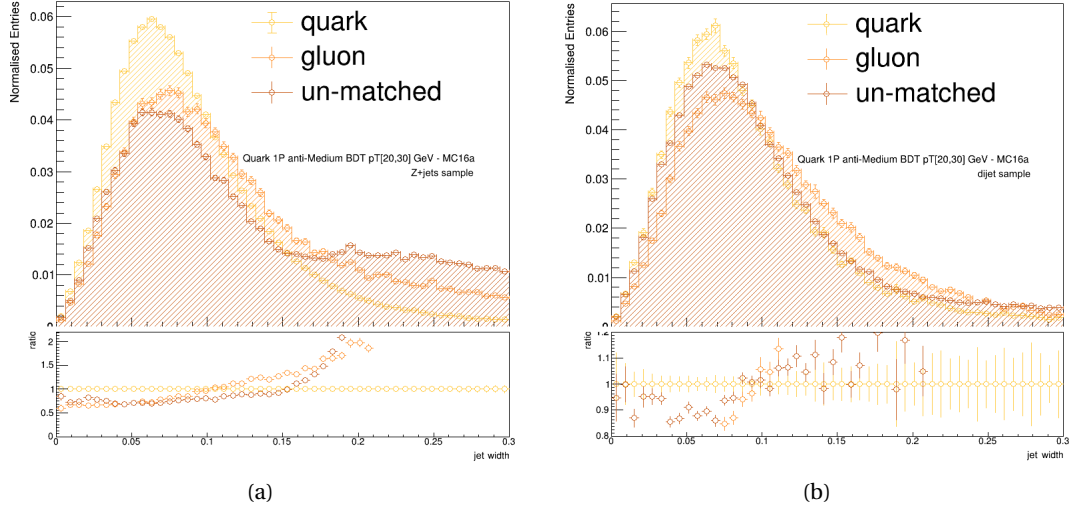 Normalised Entries
0.06
0.05
0.04
0.03
0.02
0.01
0
quark
gluon
un-matched
Quark 1P anti-Medium BDT pT[20,30] GeV - MC16a
Z+jets sample
ratio
2
1.5
1
0.5
0
0 0.05 0.1 0.15 0.2 0.25 0.3
jet width
(a)
Normalised Entries
0.06
0.05
0.04
0.03
0.02
0.01
0
quark
gluon
un-matched
Quark 1P anti-Medium BDT pT[20,30] GeV - MC16a
dijet sample
ratio
1.2
1.1
1
0.9
0.8
0 0.05 0.1 0.15 0.2 0.25 0.3
jet width
(b)